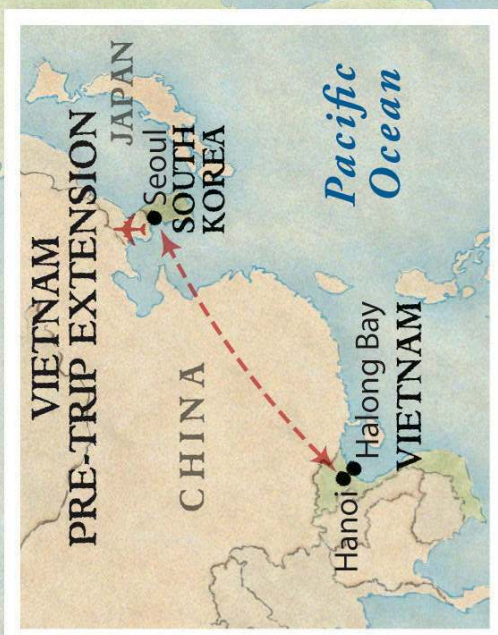 VIETNAM
PRE-TRIP EXTENSION
JAPAN
Seoul
SOUTH
KOREA
CHINA
Pacific
Ocean
Hanoi
Halong Bay
VIETNAM